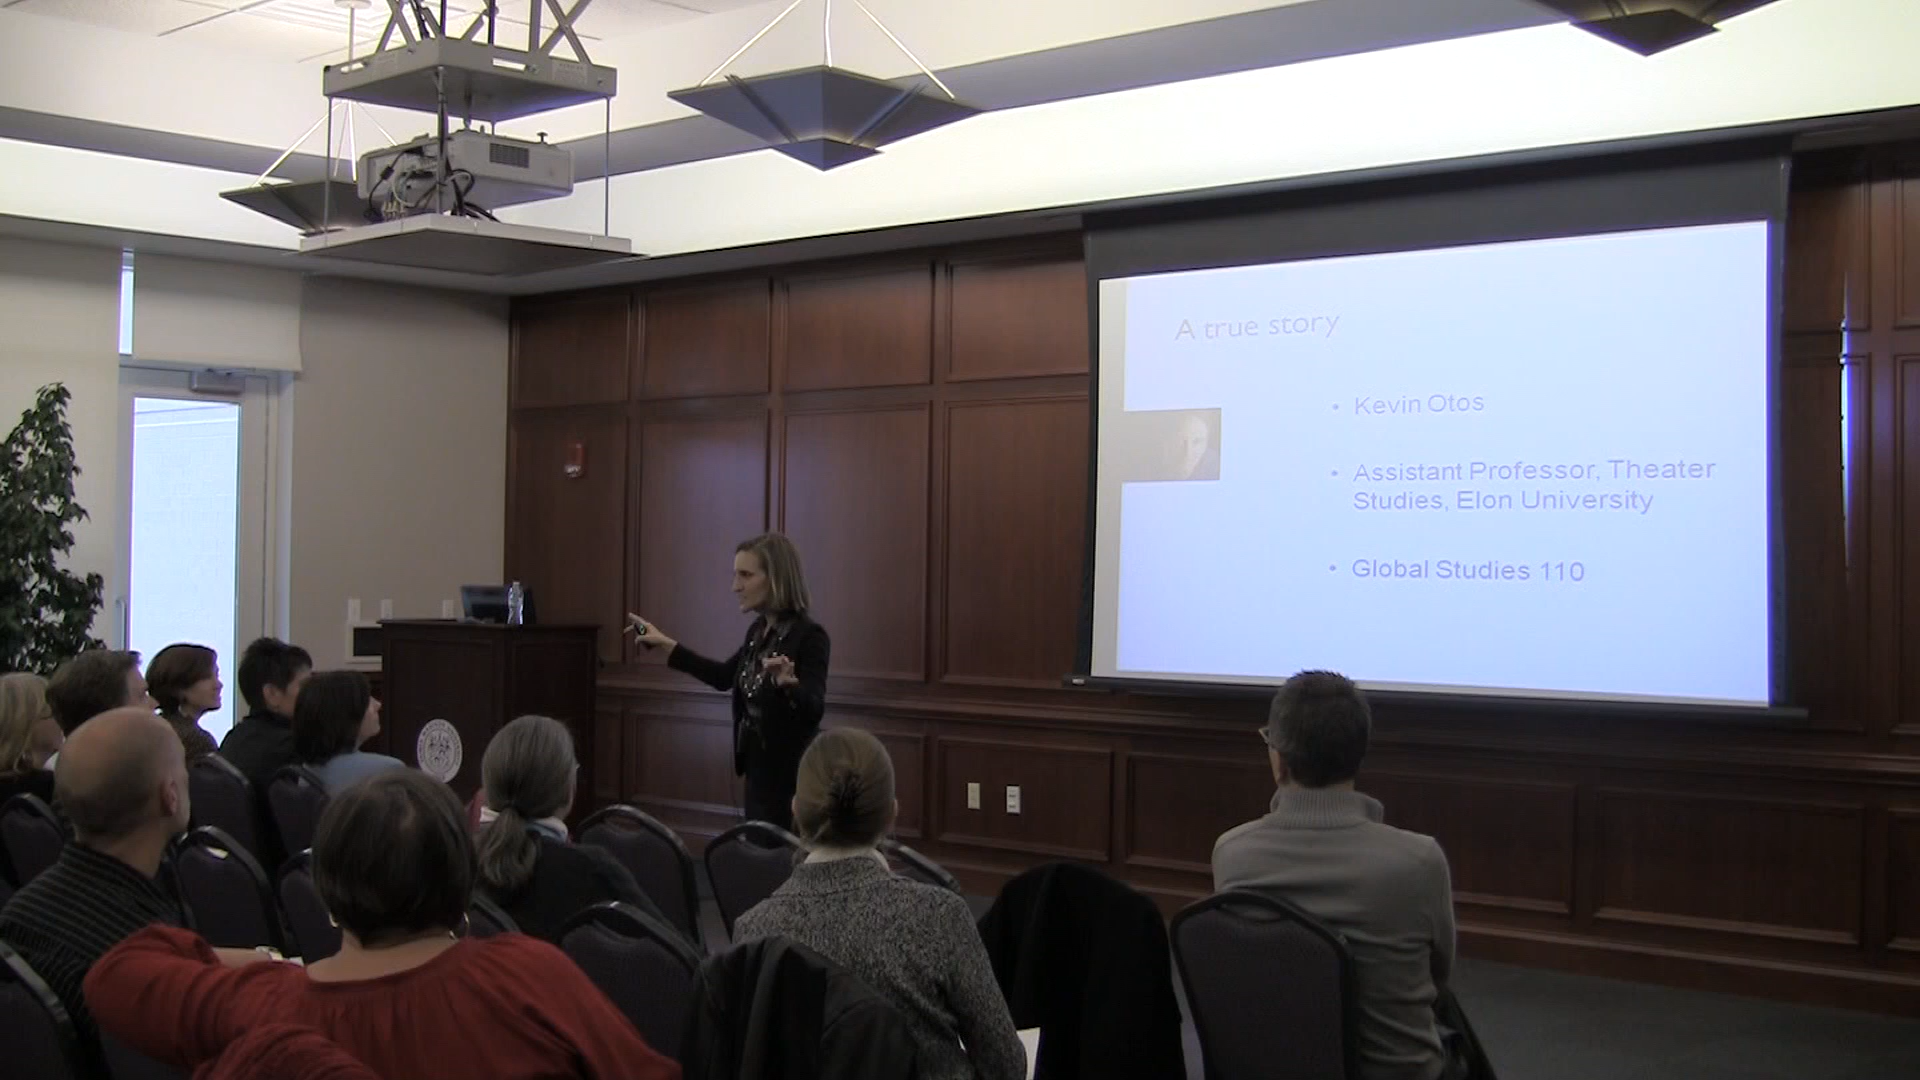 A true story
• Kevin Otos
• Assistant Professor, Theater
Studies, Elon University
• Global Studies 110